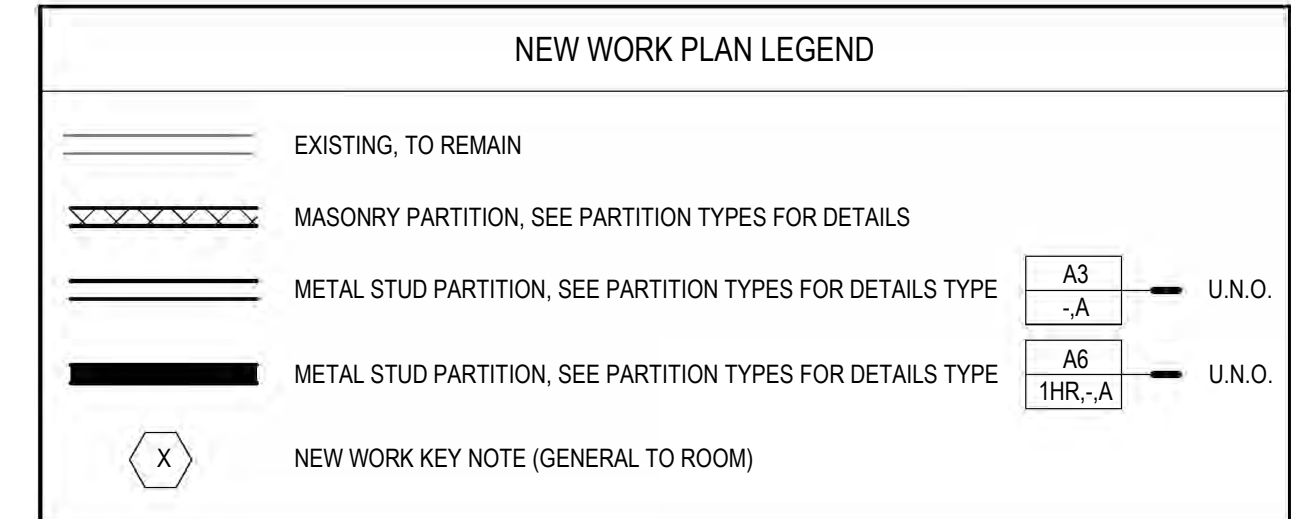 NEW WORK PLAN LEGEND
EXISTING, TO REMAIN
MASONRY PARTITION, SEE PARTITION TYPES FOR DETAILS
METAL STUD PARTITION, SEE PARTITION TYPES FOR DETAILS TYPE
A3
-,A
U.N.O.
METAL STUD PARTITION, SEE PARTITION TYPES FOR DETAILS TYPE
A6
1HR,-,A
U.N.O.
X
NEW WORK KEY NOTE (GENERAL TO ROOM)